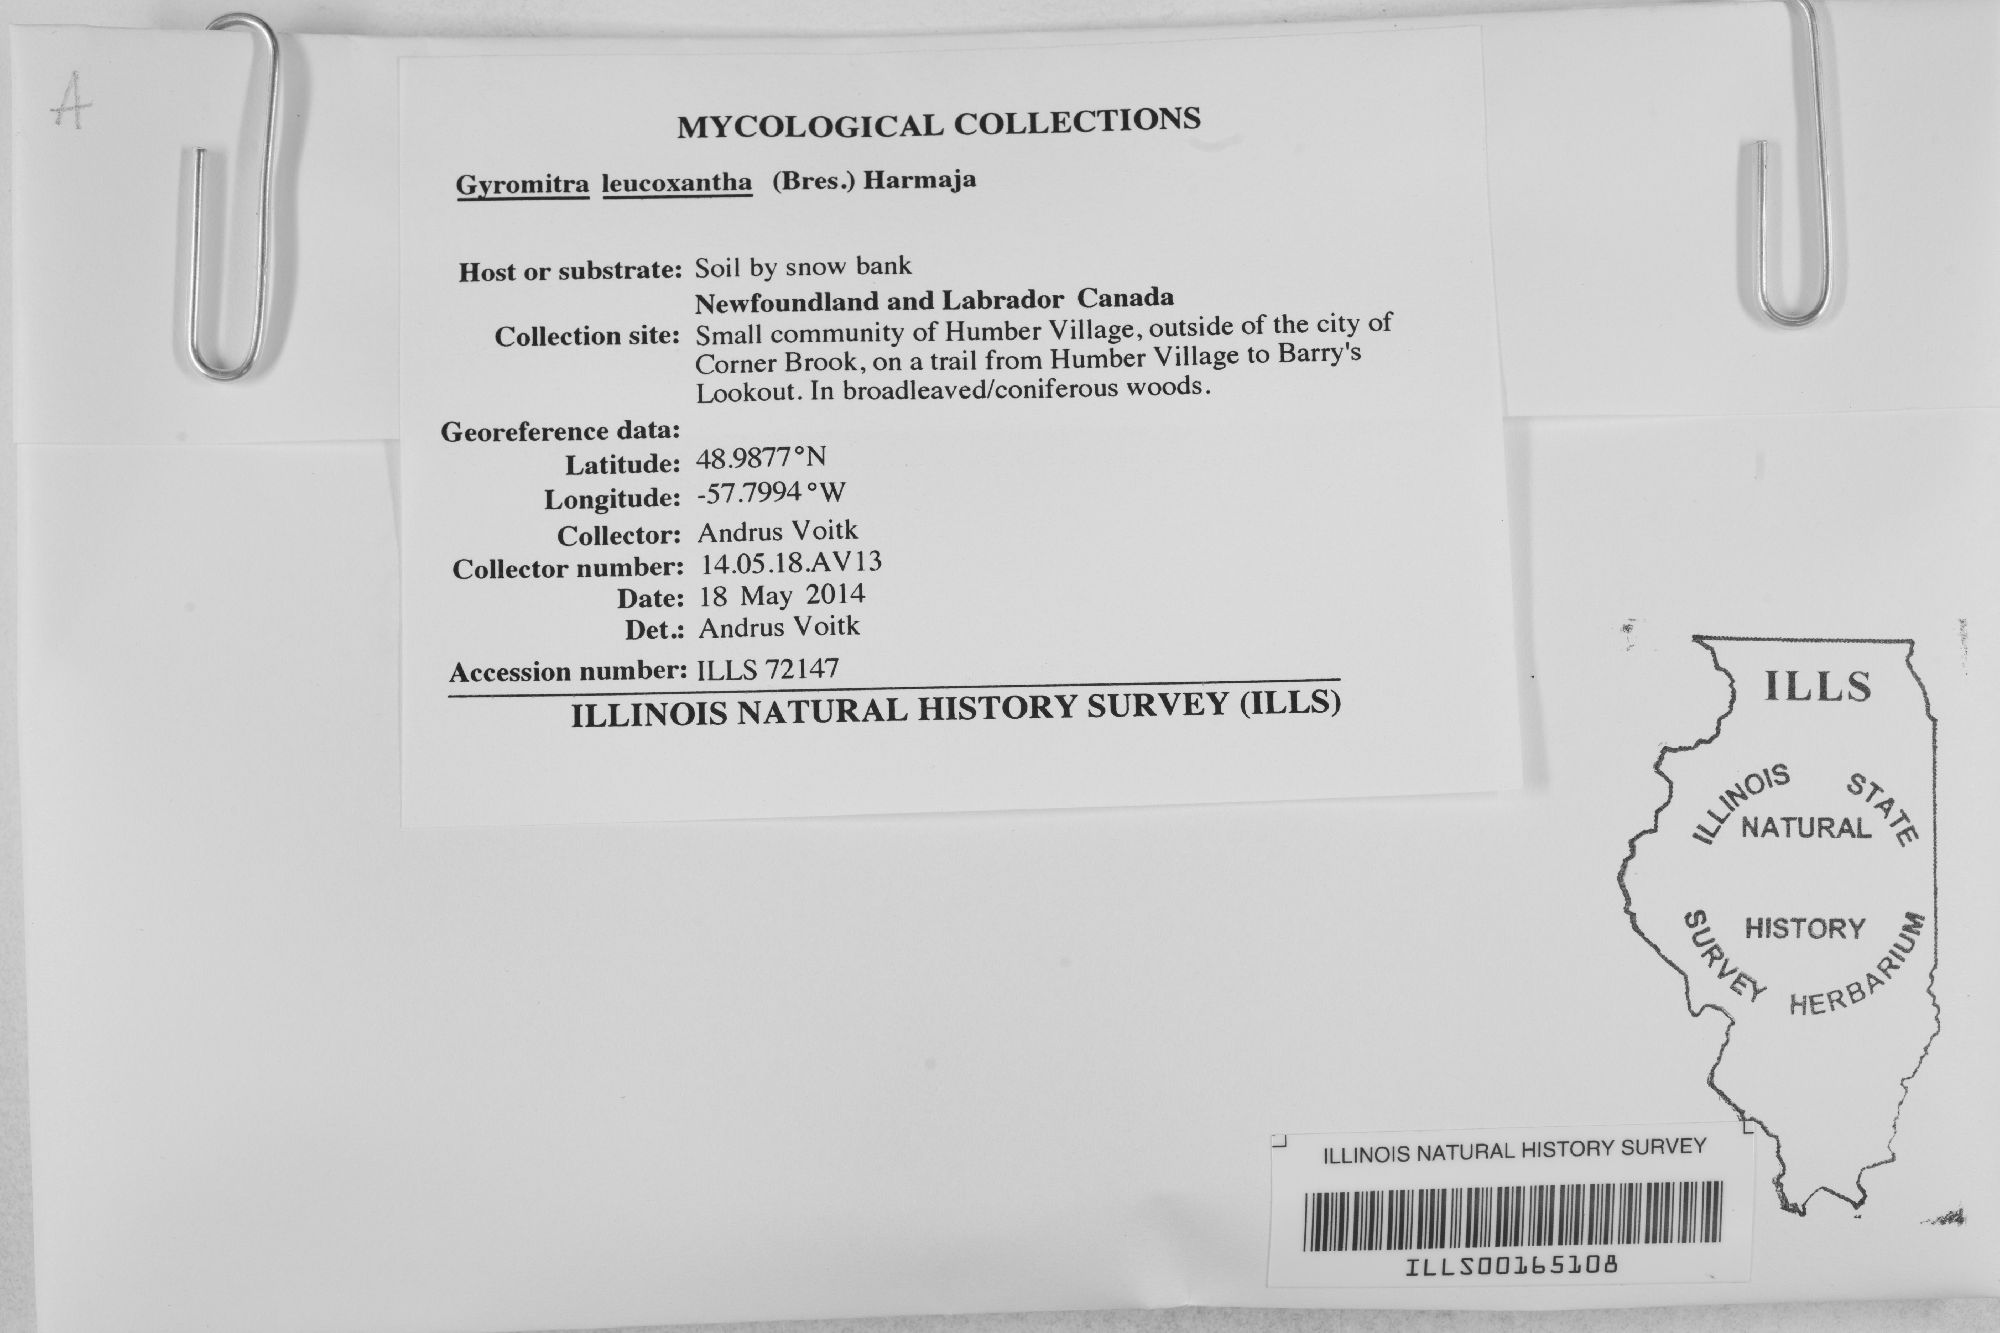 A
MYCOLOGICAL COLLECTIONS
Gyromitra leucoxantha (Bres.) Harmaja
Host or substrate: Soil by snow bank
Newfoundland and Labrador Canada
Collection site: Small community of Humber Village, outside of the city of
Corner Brook, on a trail from Humber Village to Barry's
Lookout. In broadleaved/coniferous woods.
Georeference data:
Latitude: 48.9877°N
Longitude: -57.7994°W
Collector: Andrus Voitk
Collector number: 14.05.18.AV13
Date: 18 May 2014
Det.: Andrus Voitk
Accession number: ILLS 72147
ILLINOIS NATURAL HISTORY SURVEY (ILLS)
ILLS
ILLINOIS STATE
NATURAL
HISTORY
SURVEY HERBARIUM
ILLINOIS NATURAL HISTORY SURVEY
ILLS00165108